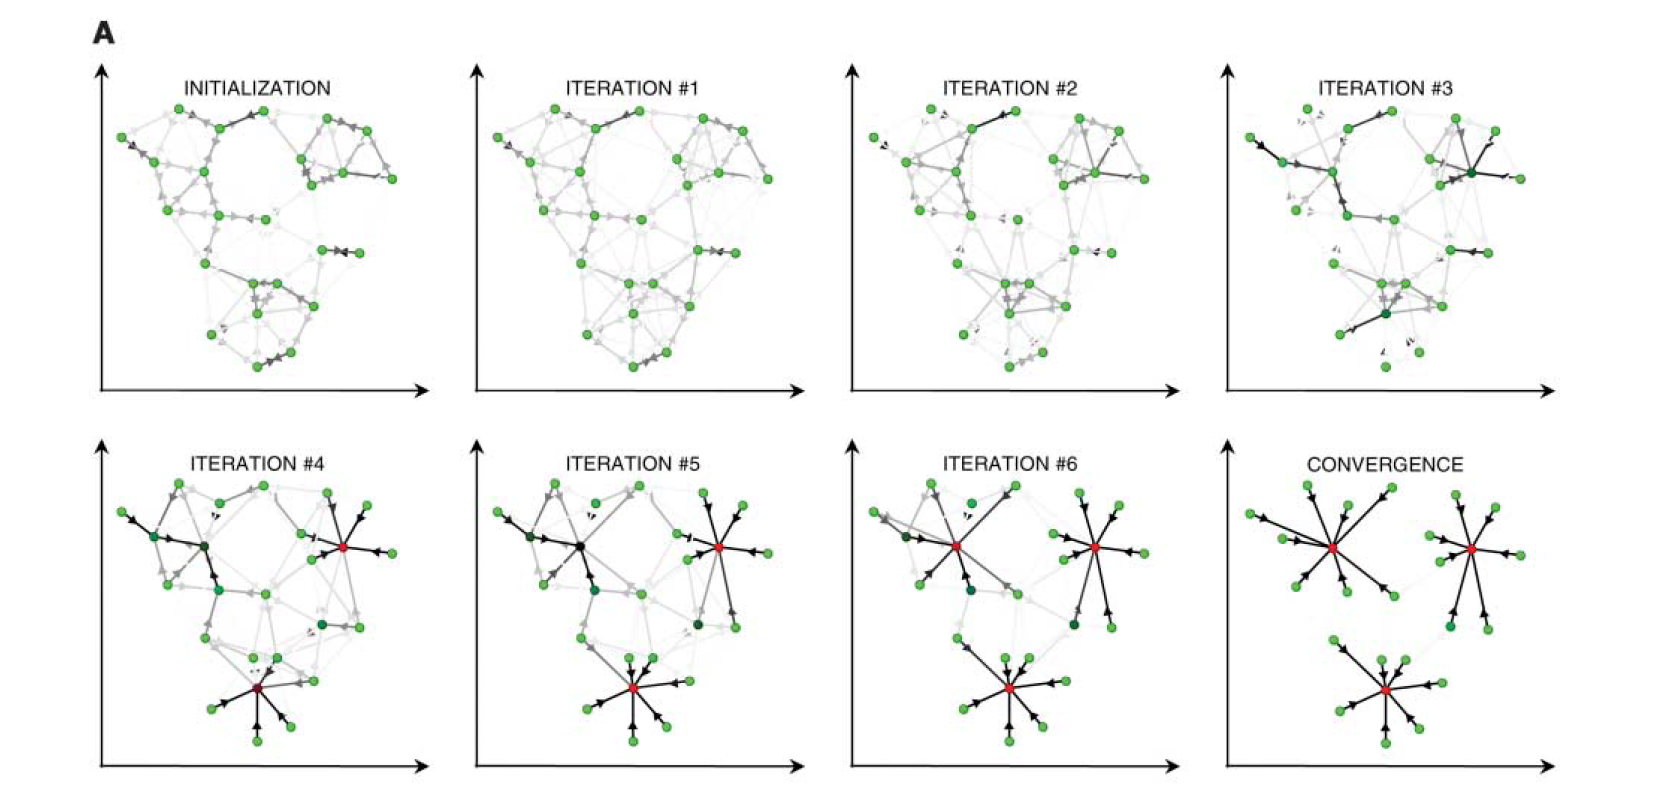 A
INITIALIZATION
ITERATION #1
ITERATION #2
ITERATION #3
ITERATION #4
ITERATION #5
ITERATION #6
CONVERGENCE